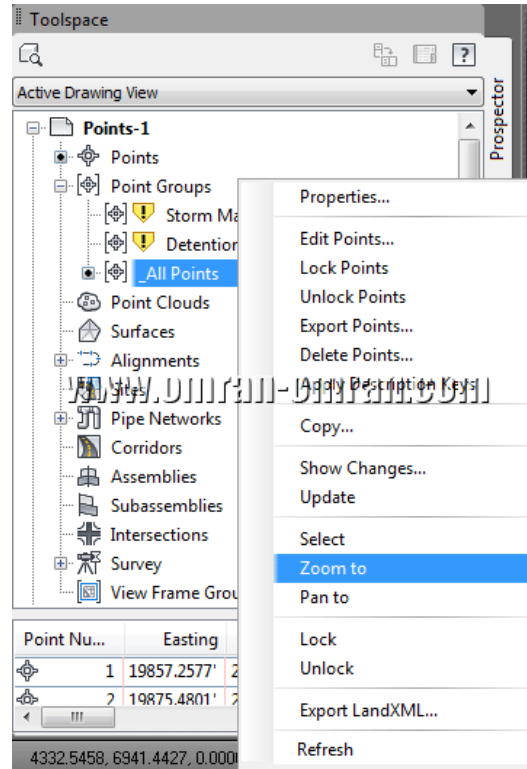 Toolspace
Active Drawing View
Prospector
Points-1
Points
Point Groups
Storm Ma
Detention
_All Points
Point Clouds
Surfaces
Alignments
Sites
Pipe Networks
Corridors
Assemblies
Subassemblies
Intersections
Survey
View Frame Grou
Properties...
Edit Points...
Lock Points
Unlock Points
Export Points...
Delete Points...
Apply Description Keys
Copy...
Show Changes...
Update
Select
Zoom to
Pan to
Lock
Unlock
Export LandXML...
Refresh
www.omran-omran.com
Point Nu... Easting
1 19857.2577' 2
2 19875.4801' 2
4332.5458, 6941.4427, 0.000